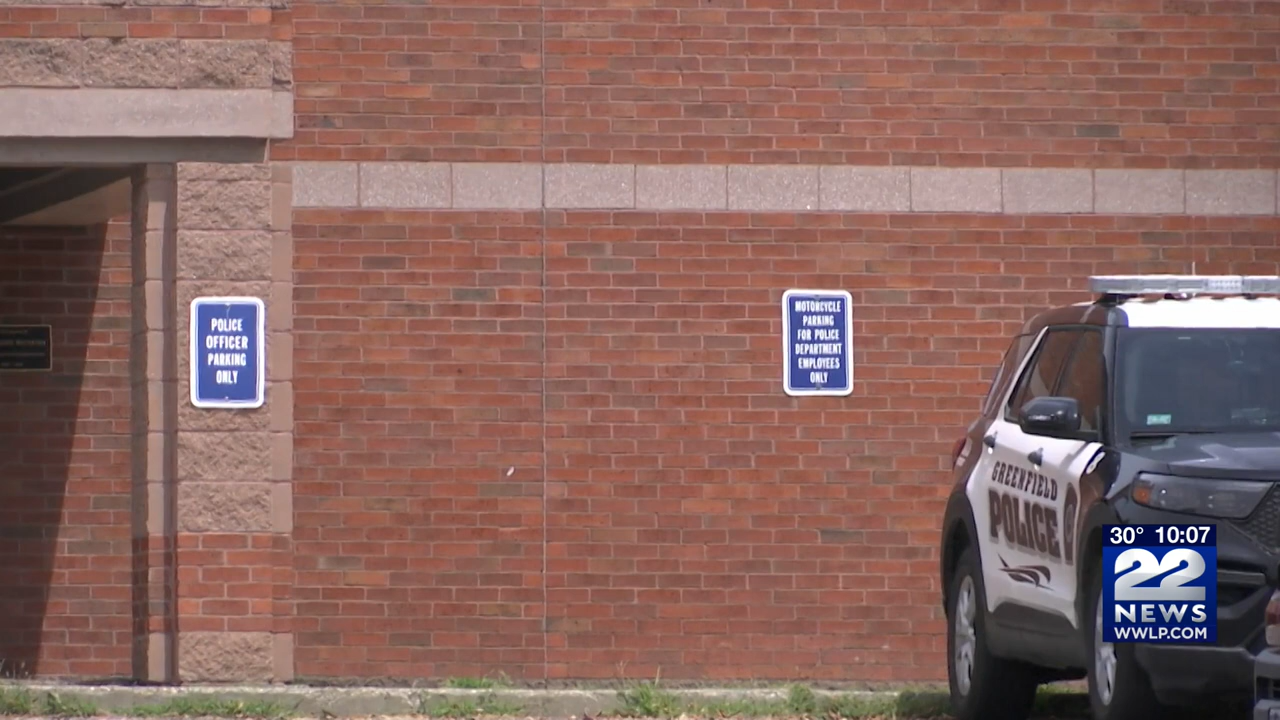 POLICE
OFFICER
PARKING
ONLY
MOTORCYCLE
PARKING
FOR POLICE
DEPARTMENT
EMPLOYEES
ONLY
GREENFIELD
POLICE
30° 10:07
22
NEWS
WWLP.COM